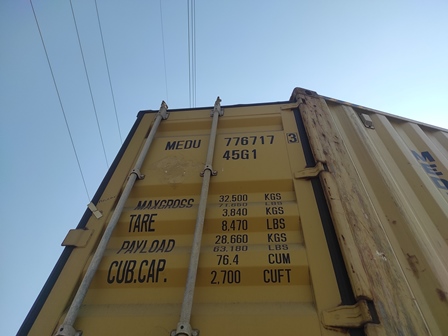 MEDU 776717 3
45G1
MAXGROSS 32,500 KGS
71,650 LBS
TARE 3,840 KGS
8,470 LBS
PAYLOAD 28,660 KGS
63,180 LBS
CUB.CAP. 76.4 CUM
2,700 CUFT
M